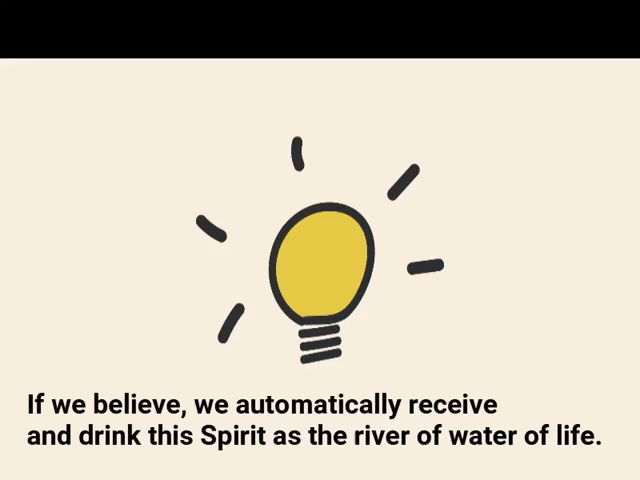 If we believe, we automatically receive
and drink this Spirit as the river of water of life.